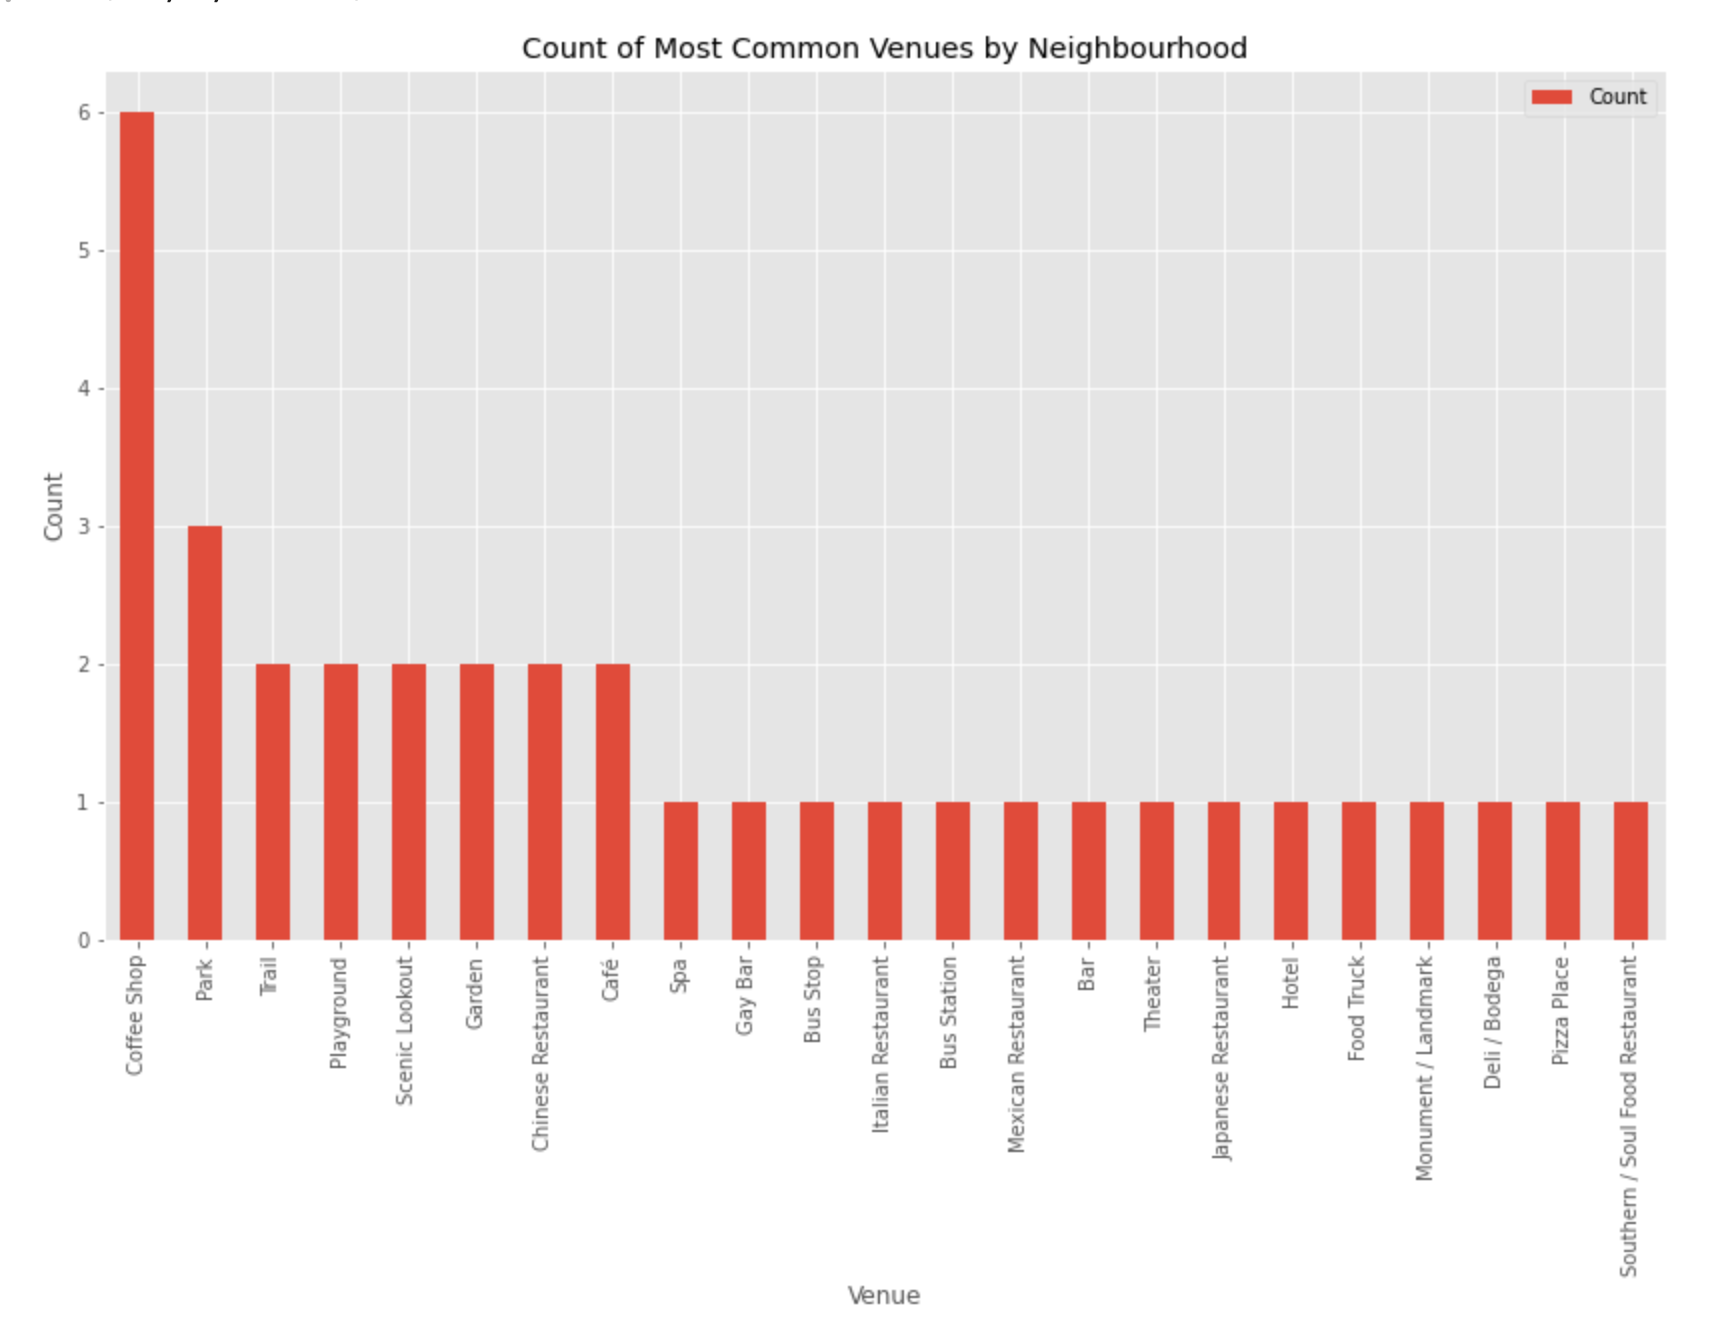 Count of Most Common Venues by Neighbourhood
Count
6
5
4
3
2
1
0
Count
Coffee Shop
Park
Trail
Playground
Scenic Lookout
Garden
Chinese Restaurant
Café
Spa
Gay Bar
Bus Stop
Italian Restaurant
Bus Station
Mexican Restaurant
Bar
Theater
Japanese Restaurant
Hotel
Food Truck
Monument / Landmark
Deli / Bodega
Pizza Place
Southern / Soul Food Restaurant
Venue